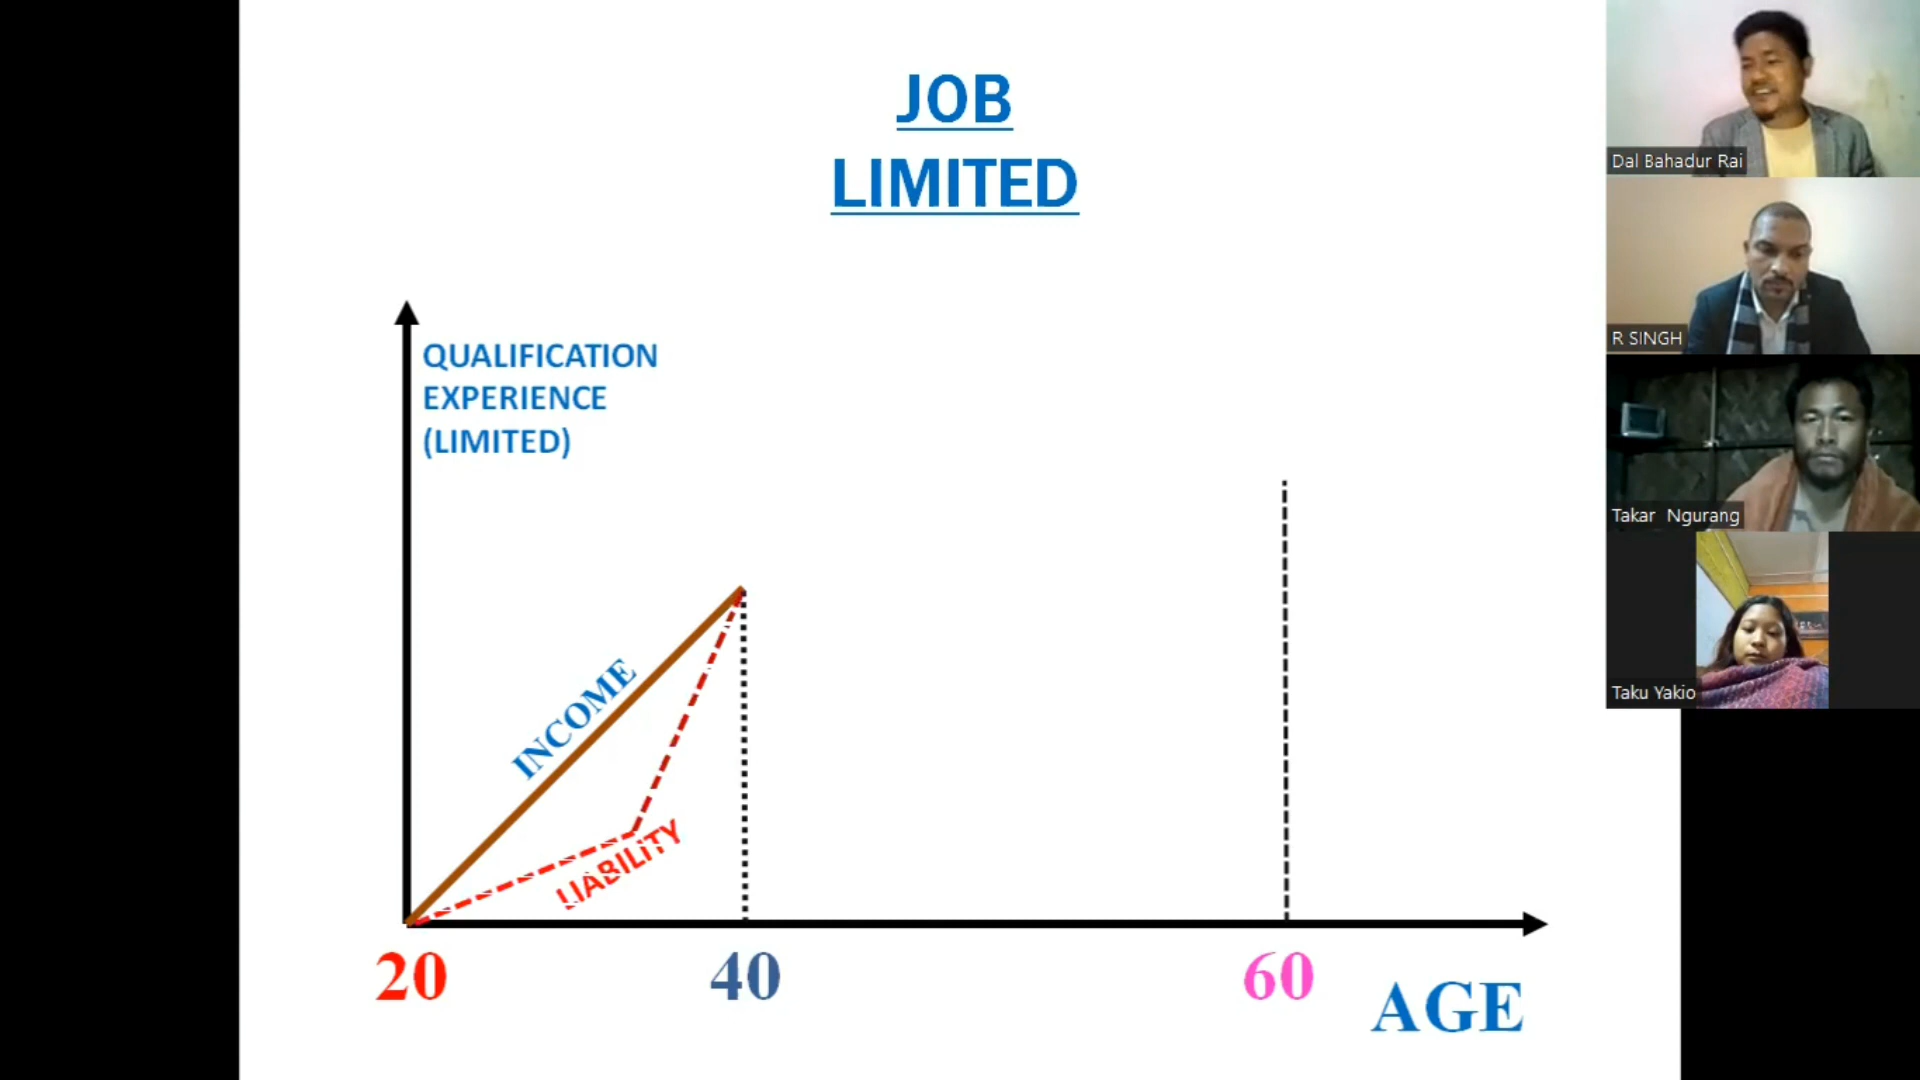 JOB
LIMITED
QUALIFICATION
EXPERIENCE
(LIMITED)
INCOME
LIABILITY
20
40
60
AGE
Dal Bahadur Rai
R SINGH
Takar Ngurang
Taku Yakio